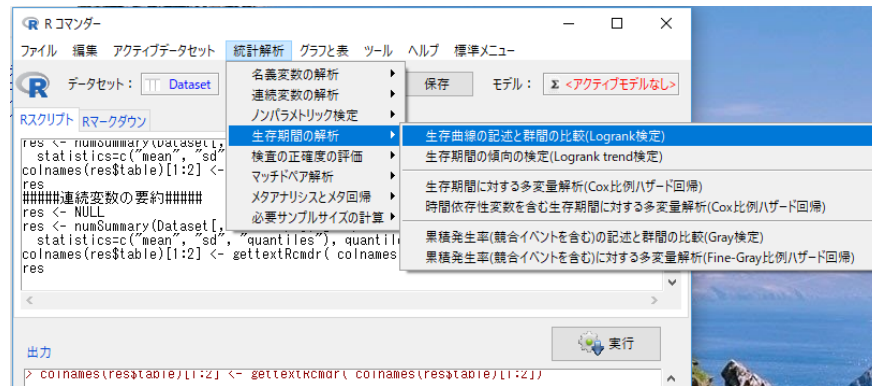 R コマンダー
ファイル 編集 アクティブデータセット 統計解析 グラフと表 ツール ヘルプ 標準メニュー
データセット： Dataset 保存 モデル： Σ <アクティブモデルなし>
名義変数の解析
連続変数の解析
ノンパラメトリック検定
生存期間の解析
検査の正確度の評価
マッチドペア解析
メタアナリシスとメタ回帰
必要サンプルサイズの計算
生存曲線の記述と群間の比較(Logrank検定)
生存期間の傾向の検定(Logrank trend検定)
生存期間に対する多変量解析(Cox比例ハザード回帰)
時間依存性変数を含む生存期間に対する多変量解析(Cox比例ハザード回帰)
累積発生率(競合イベントを含む)の記述と群間の比較(Gray検定)
累積発生率(競合イベントを含む)に対する多変量解析(Fine-Gray比例ハザード回帰)
Rスクリプト Rマークダウン
res <- numSummary(Dataset[,
statistics=c("mean", "sd"
colnames(res$table)[1:2] <-
res
#####連続変数の要約#####
res <- NULL
res <- numSummary(Dataset[,
statistics=c("mean", "sd", "quantiles"), quantil
colnames(res$table)[1:2] <- gettextRcmdr( colnames
res
実行
出力
> colnames(res$table)[1:2] <- gettextRcmdr( colnames(res$table)[1:2])